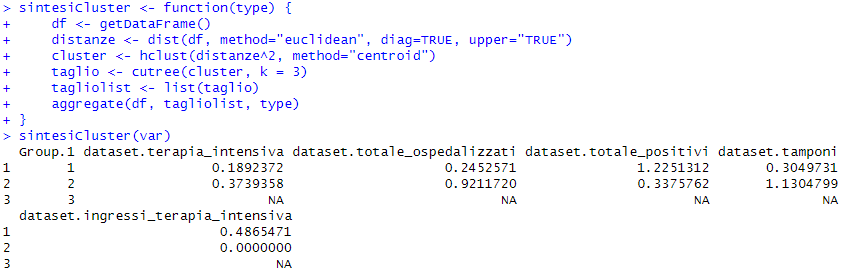 > sintesiCluster <- function(type) {
+     df <- getDataFrame()
+     distanze <- dist(df, method="euclidean", diag=TRUE, upper="TRUE")
+     cluster <- hclust(distanze^2, method="centroid")
+     taglio <- cutree(cluster, k = 3)
+     tagliolist <- list(taglio)
+     aggregate(df, tagliolist, type)
+ }
> sintesiCluster(var)
  Group.1 dataset.terapia_intensiva dataset.totale_ospedalizzati dataset.totale_positivi dataset.tamponi
1       1                 0.1892372                    0.2452571               1.2251312       0.3049731
2       2                 0.3739358                    0.9211720               0.3375762       1.1304799
3       3                        NA                           NA                      NA              NA
  dataset.ingressi_terapia_intensiva
1                          0.4865471
2                          0.0000000
3                                 NA